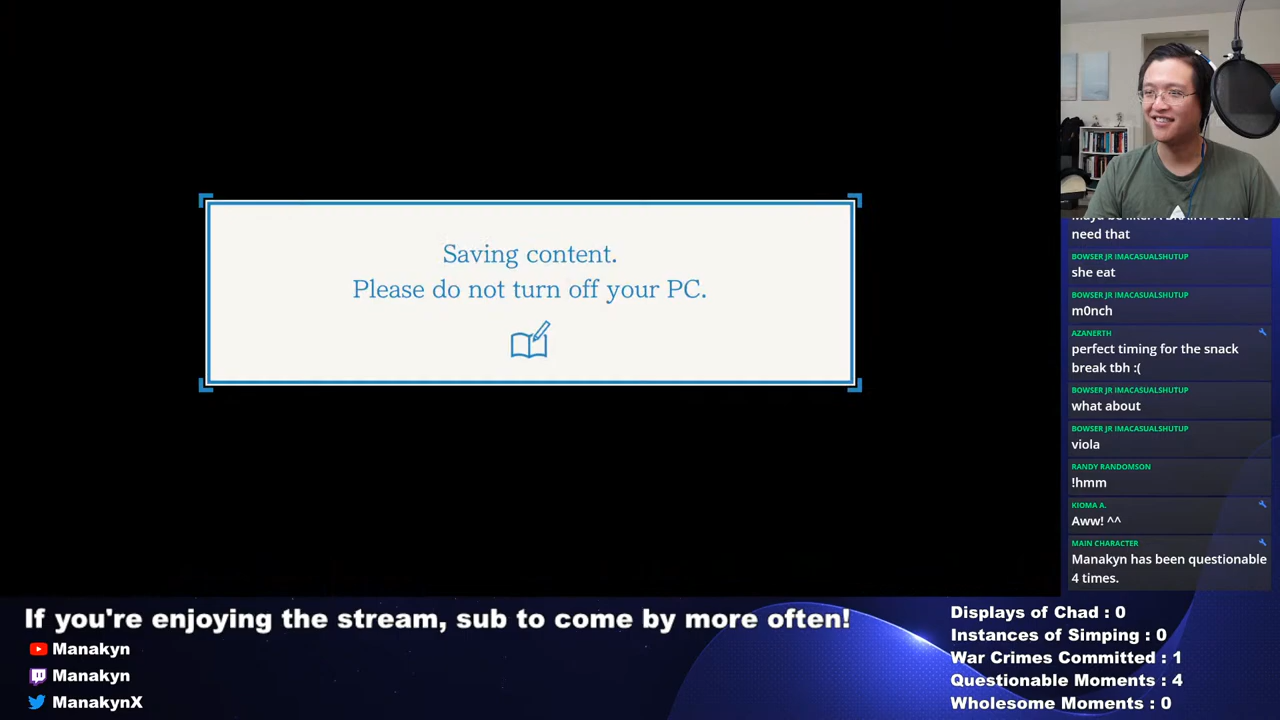 Saving content.
Please do not turn off your PC.
need that
BOWSER JR IMACASUALSHUTUP
she eat
BOWSER JR IMACASUALSHUTUP
m0nch
AZANERTH
perfect timing for the snack
break tbh :(
BOWSER JR IMACASUALSHUTUP
what about
BOWSER JR IMACASUALSHUTUP
viola
RANDY RANDOMSON
!hmm
KIOMA A.
Aww! ^^
MAIN CHARACTER
Manakyn has been questionable
4 times.
If you're enjoying the stream, sub to come by more often!
Manakyn
Manakyn
ManakynX
Displays of Chad : 0
Instances of Simping : 0
War Crimes Committed : 1
Questionable Moments : 4
Wholesome Moments : 0